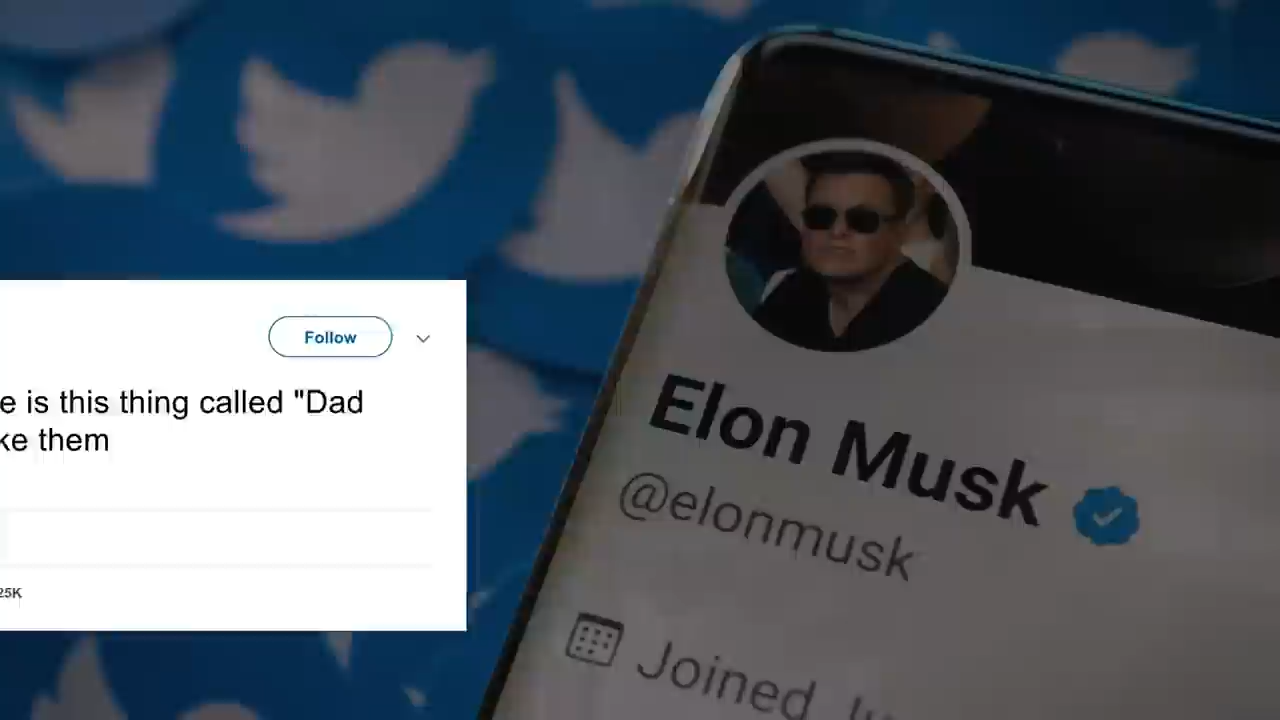 Follow
e is this thing called "Dad
ke them
25K
Elon Musk
@elonmusk
Joined